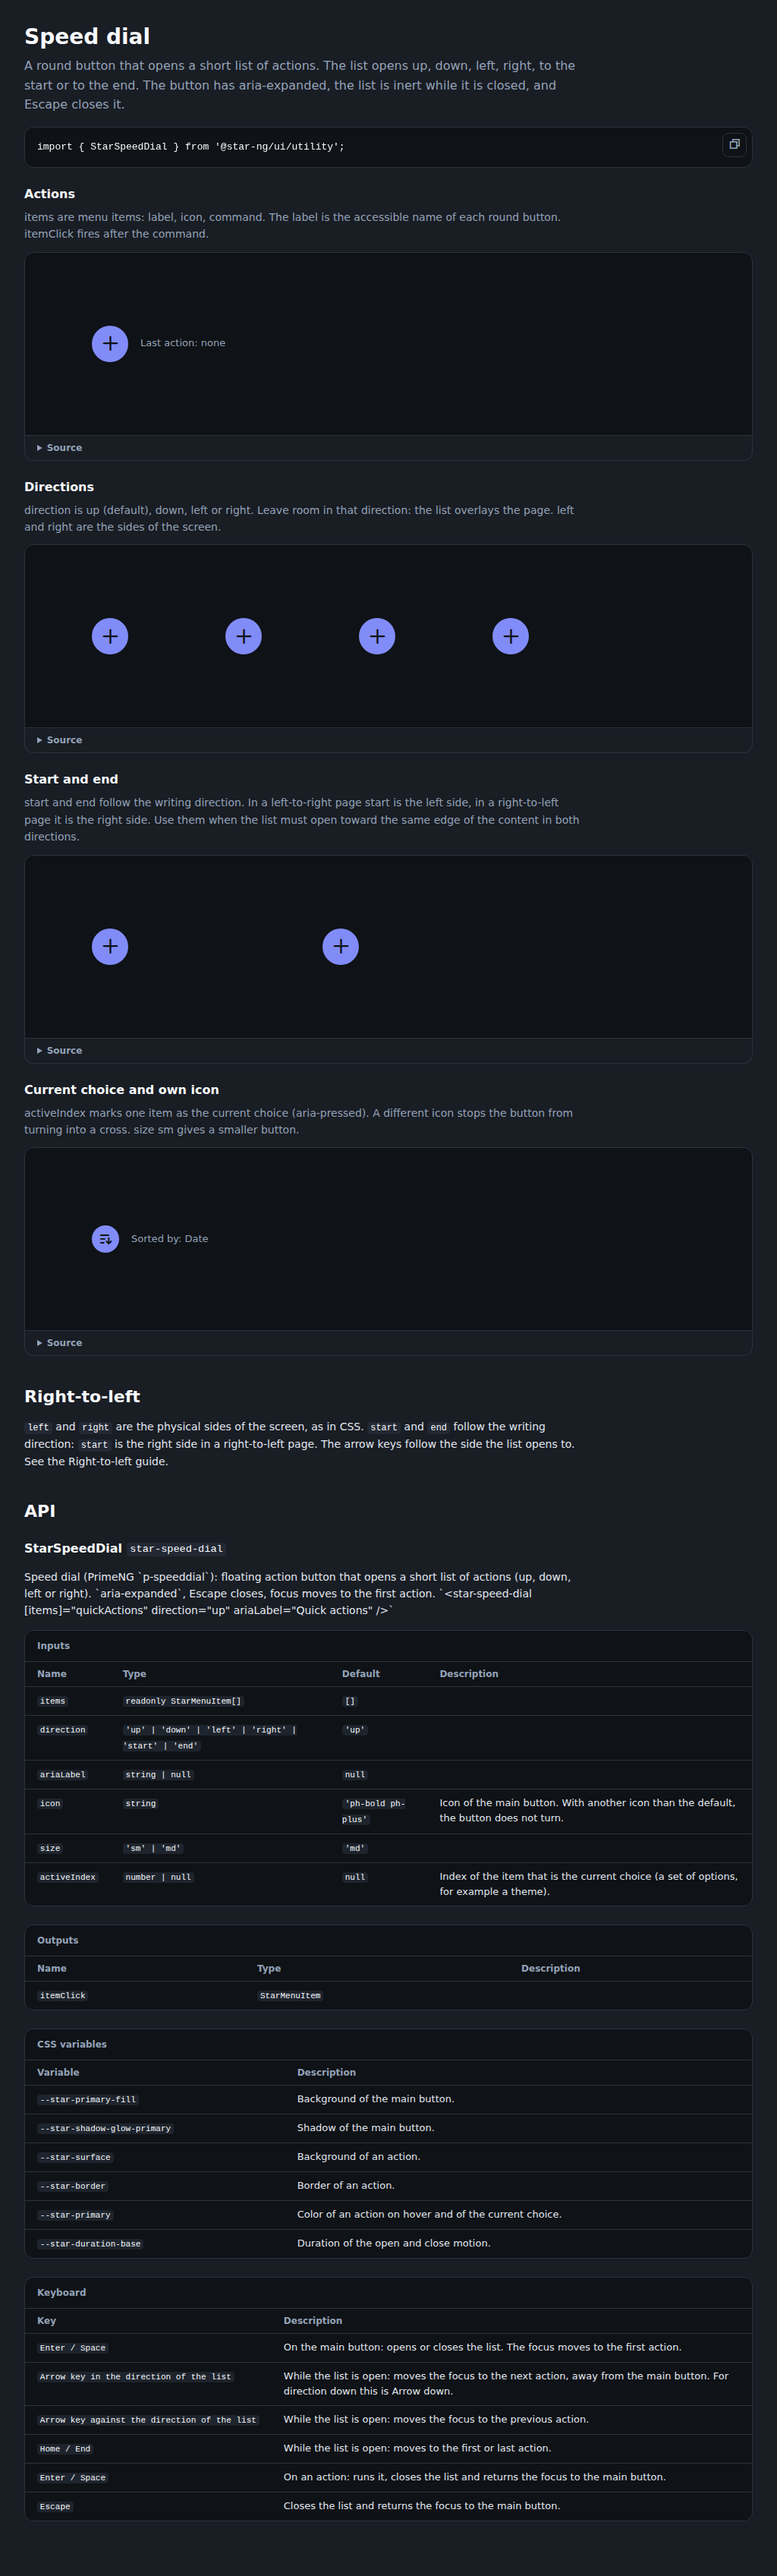 Speed dial
A round button that opens a short list of actions. The list opens up, down, left, right, to the
start or to the end. The button has aria-expanded, the list is inert while it is closed, and
Escape closes it.
import { StarSpeedDial } from '@star-ng/ui/utility';
Actions
items are menu items: label, icon, command. The label is the accessible name of each round button.
itemClick fires after the command.
Last action: none
Source
Directions
direction is up (default), down, left or right. Leave room in that direction: the list overlays the page. left
and right are the sides of the screen.
Source
Start and end
start and end follow the writing direction. In a left-to-right page start is the left side, in a right-to-left
page it is the right side. Use them when the list must open toward the same edge of the content in both
directions.
Source
Current choice and own icon
activeIndex marks one item as the current choice (aria-pressed). A different icon stops the button from
turning into a cross. size sm gives a smaller button.
Sorted by: Date
Source
Right-to-left
left and right are the physical sides of the screen, as in CSS. start and end follow the writing
direction: start is the right side in a right-to-left page. The arrow keys follow the side the list opens to.
See the Right-to-left guide.
API
StarSpeedDial star-speed-dial
Speed dial (PrimeNG `p-speeddial`): floating action button that opens a short list of actions (up, down,
left or right). `aria-expanded`, Escape closes, focus moves to the first action. `<star-speed-dial
[items]="quickActions" direction="up" ariaLabel="Quick actions" />`
Inputs
Name Type Default Description
items readonly StarMenuItem[] []
direction 'up' | 'down' | 'left' | 'right' | 'up'
'start' | 'end'
ariaLabel string | null null
icon string 'ph-bold ph- Icon of the main button. With another icon than the default,
plus' the button does not turn.
size 'sm' | 'md' 'md'
activeIndex number | null null Index of the item that is the current choice (a set of options,
for example a theme).
Outputs
Name Type Description
itemClick StarMenuItem
CSS variables
Variable Description
--star-primary-fill Background of the main button.
--star-shadow-glow-primary Shadow of the main button.
--star-surface Background of an action.
--star-border Border of an action.
--star-primary Color of an action on hover and of the current choice.
--star-duration-base Duration of the open and close motion.
Keyboard
Key Description
Enter / Space On the main button: opens or closes the list. The focus moves to the first action.
Arrow key in the direction of the list While the list is open: moves the focus to the next action, away from the main button. For
direction down this is Arrow down.
Arrow key against the direction of the list While the list is open: moves the focus to the previous action.
Home / End While the list is open: moves to the first or last action.
Enter / Space On an action: runs it, closes the list and returns the focus to the main button.
Escape Closes the list and returns the focus to the main button.